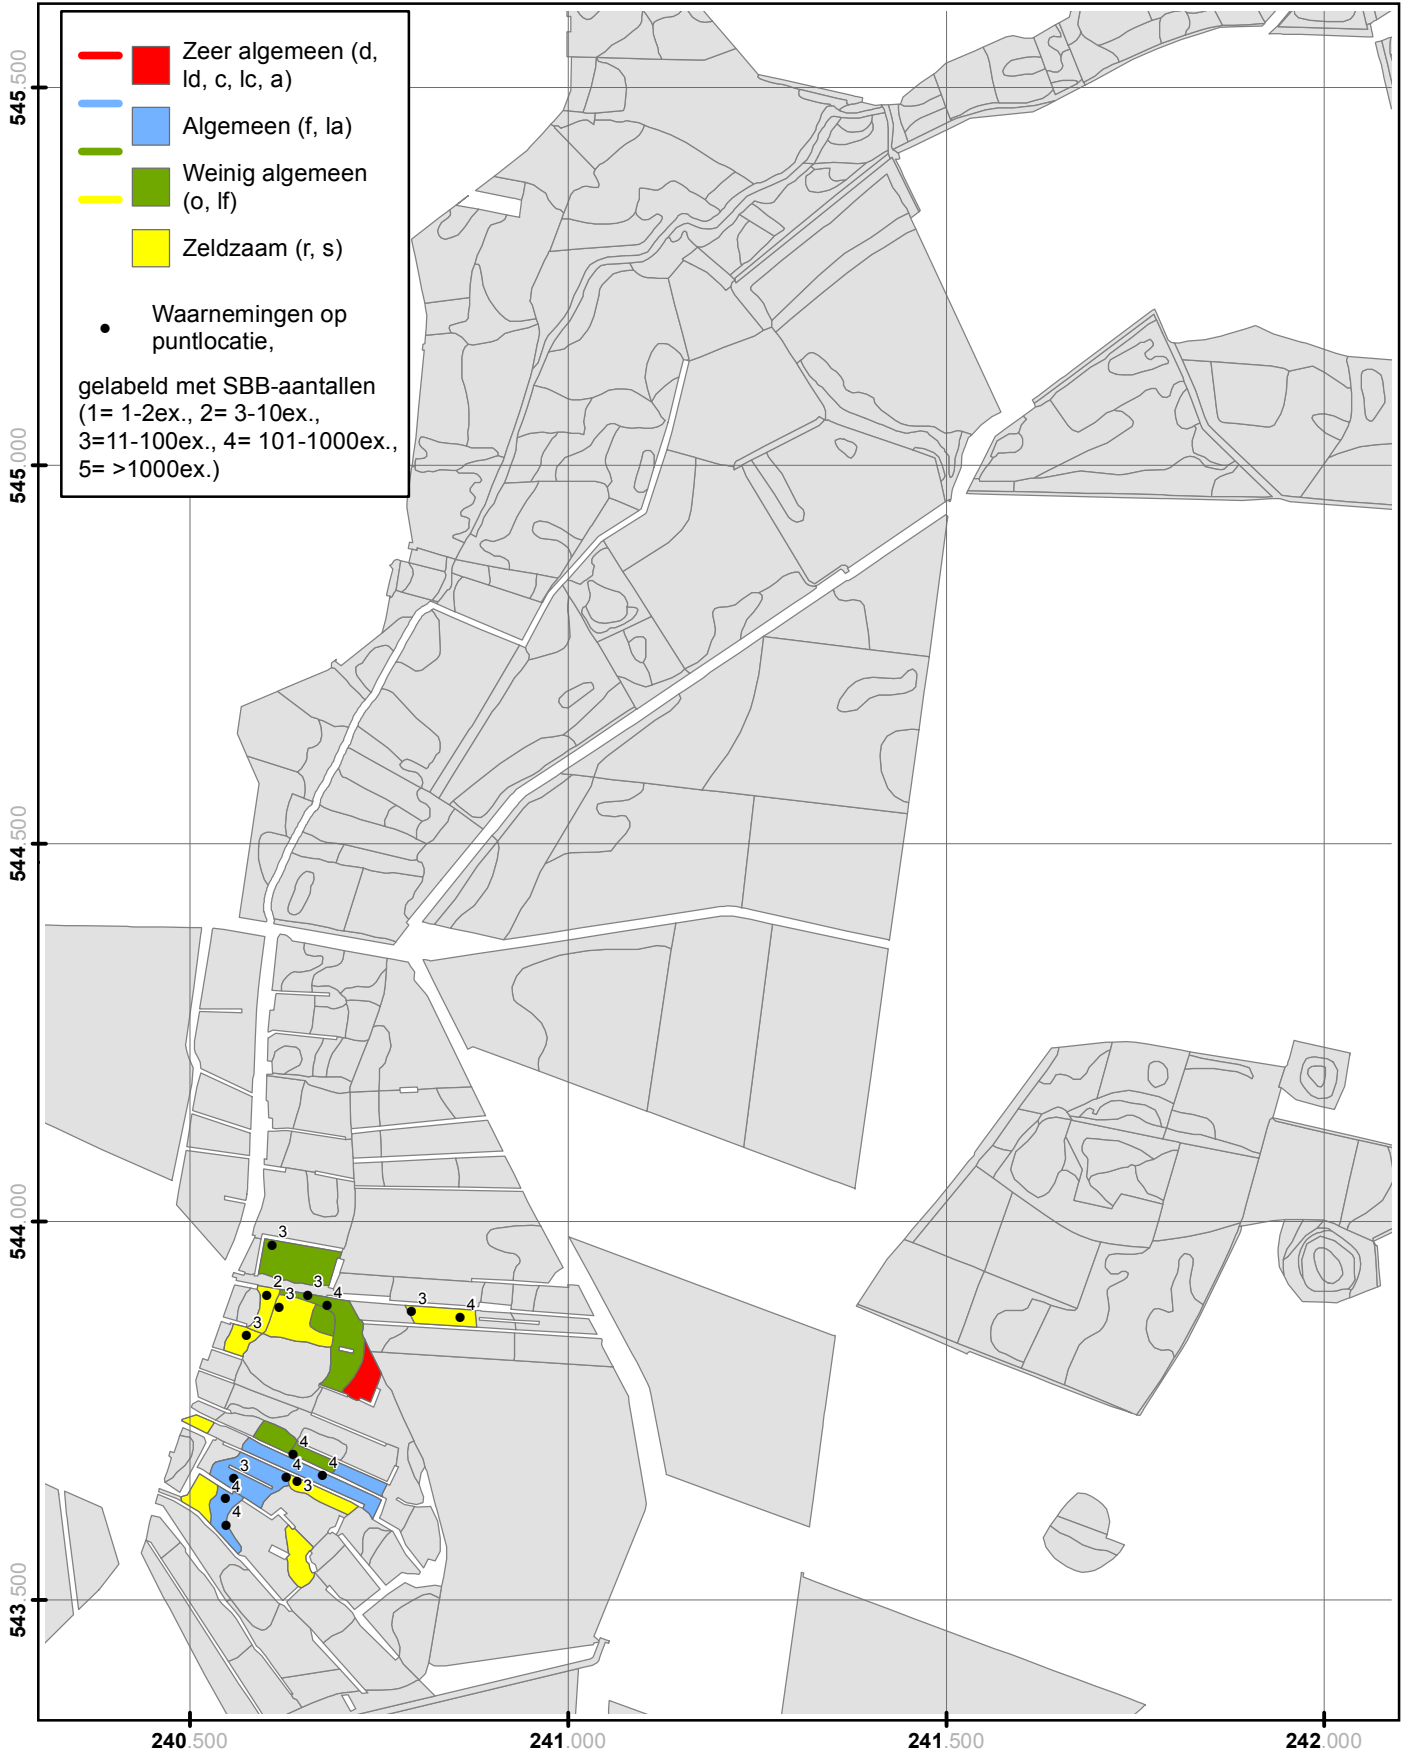 Zeer algemeen (d,
ld, c, lc, a)
Algemeen (f, la)
Weinig algemeen
(o, lf)
Zeldzaam (r, s)
Waarnemingen op
puntlocatie,
gelabeld met SBB-aantallen
(1= 1-2ex., 2= 3-10ex.,
3=11-100ex., 4= 101-1000ex.,
5= >1000ex.)
545.500
545.000
544.500
544.000
543.500
3
2
3
3
4
3
3
4
4
3
4
4
3
4
4
240.500
241.000
241.500
242.000